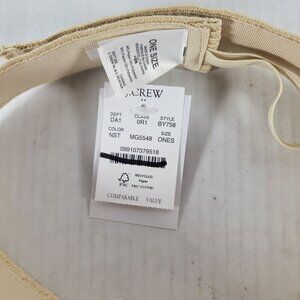 ONE SIZE
J.CREW
DEPT CLASS STYLE
DA1 0R1 BY758
COLOR SIZE
NST MG5548 ONES
099107379518
RECYCLED
Paper
FSC
COMPARABLE VALUE